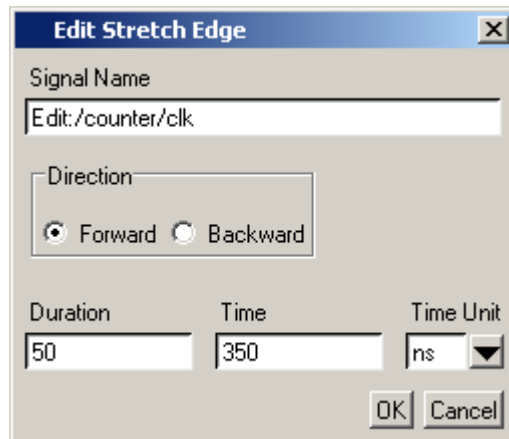 Edit Stretch Edge
Signal Name
Edit:/counter/clk
Direction
Forward Backward
Duration Time Time Unit
50 350 ns
OK Cancel